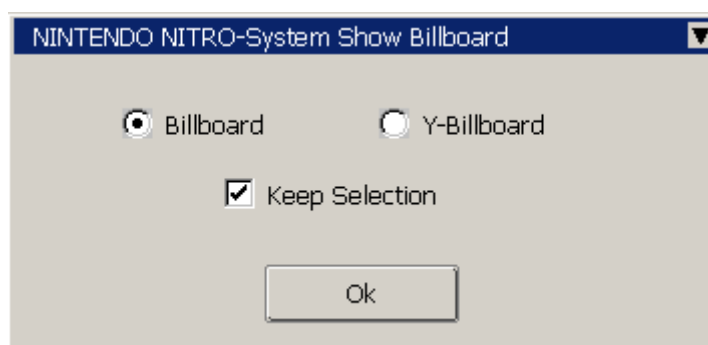 NINTENDO NITRO-System Show Billboard
Billboard Y-Billboard
Keep Selection
Ok